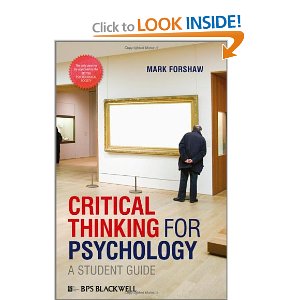 Click to
LOOK INSIDE!
MARK FORSHAW
CRITICAL
THINKING FOR
PSYCHOLOGY
A STUDENT GUIDE
BPS BLACKWELL